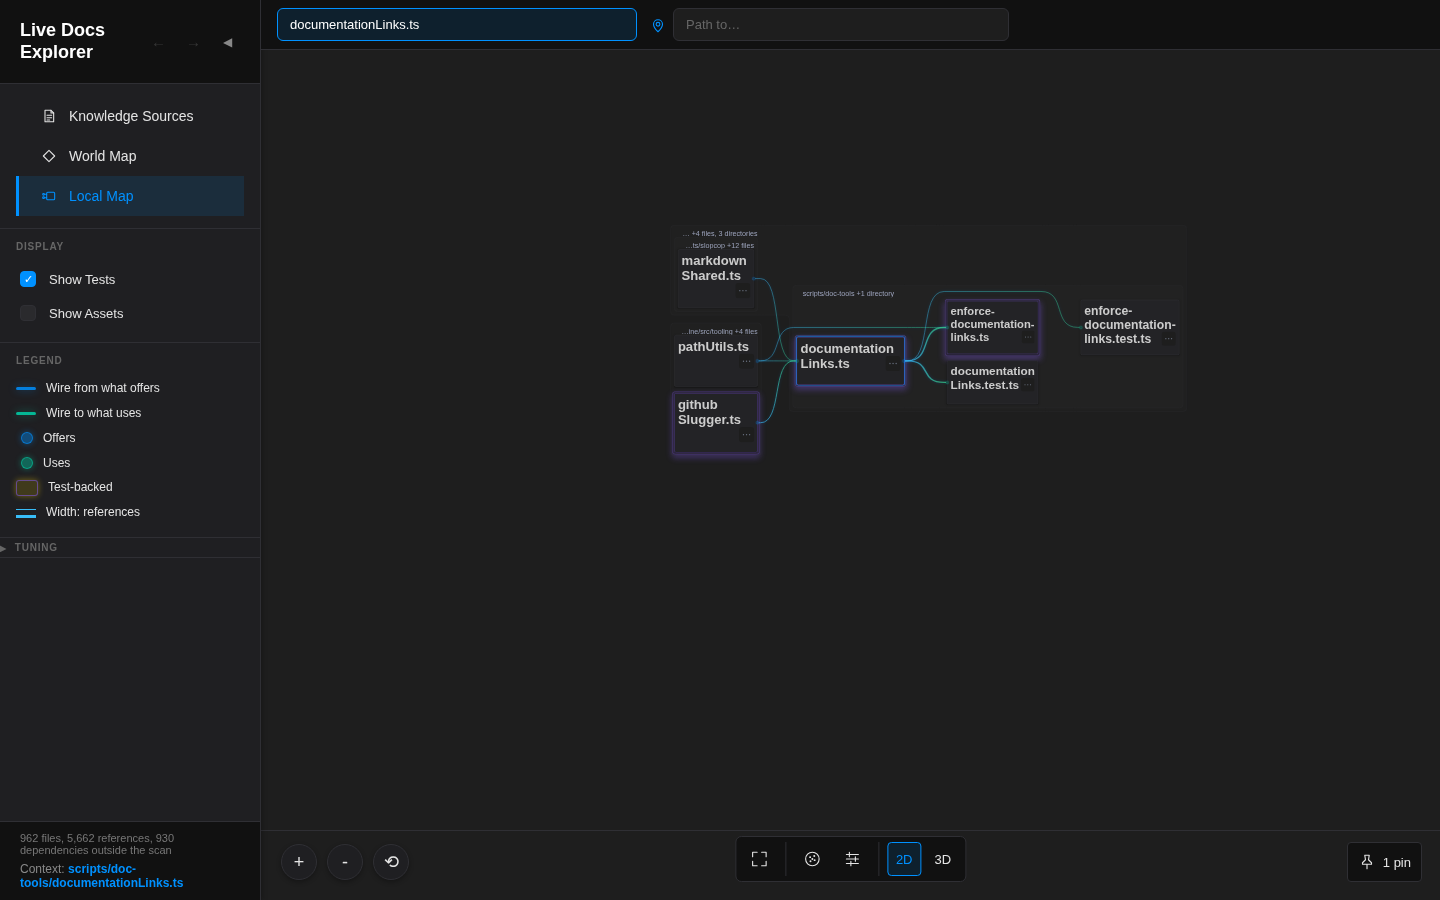 Live Docs
Explorer
documentationLinks.ts
Path to…
Knowledge Sources
World Map
Local Map
DISPLAY
✓ Show Tests
Show Assets
LEGEND
Wire from what offers
Wire to what uses
Offers
Uses
Test-backed
Width: references
TUNING
962 files, 5,662 references, 930
dependencies outside the scan
Context: scripts/doc-
tools/documentationLinks.ts
… +4 files, 3 directories
…ts/slopcop +12 files
markdown
Shared.ts
…ine/src/tooling +4 files
pathUtils.ts
github
Slugger.ts
scripts/doc-tools +1 directory
documentation
Links.ts
enforce-
documentation-
links.ts
documentation
Links.test.ts
enforce-
documentation-
links.test.ts
+
-
2D
3D
1 pin